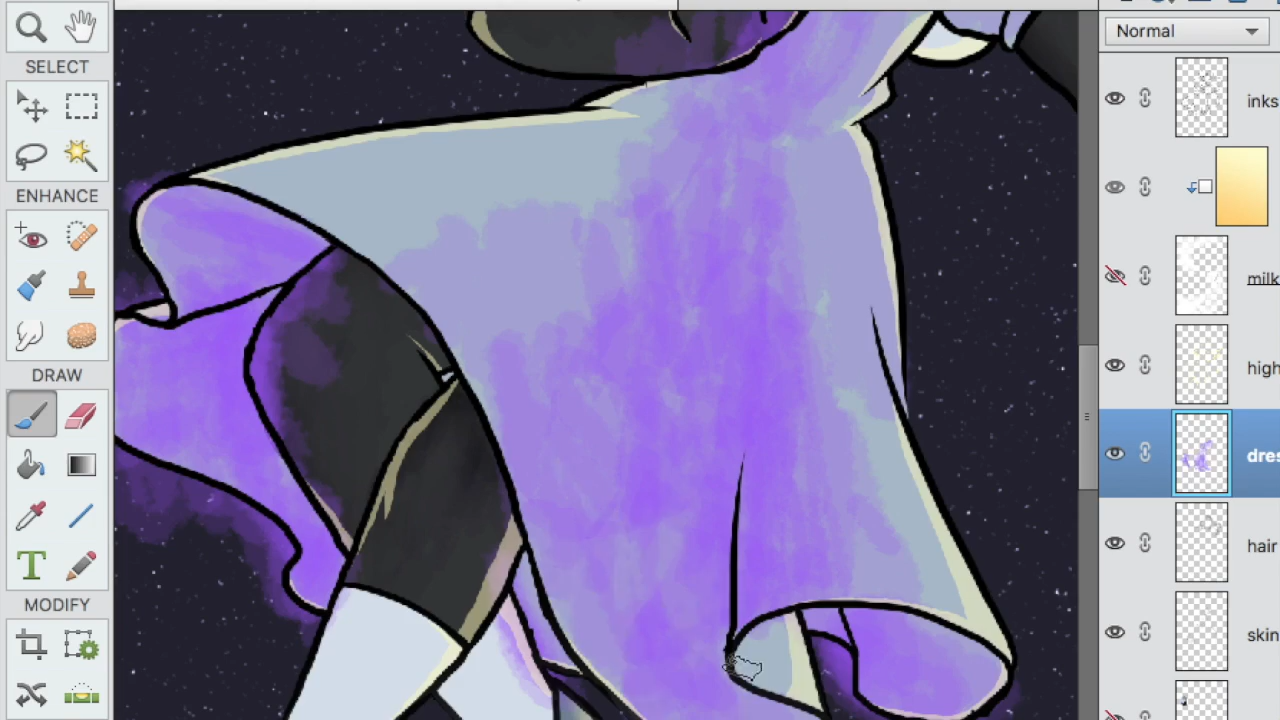 SELECT
ENHANCE
DRAW
T
MODIFY
Normal
inks
milk
high
dres
hair
skin